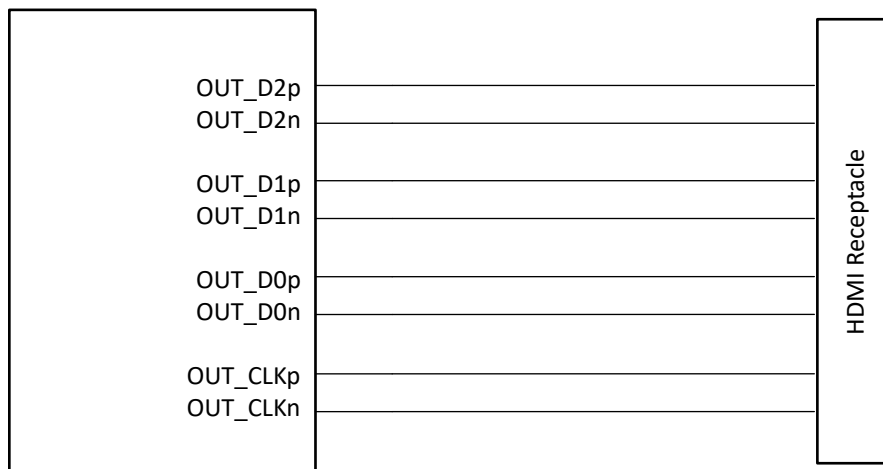 OUT_D2p
OUT_D2n
OUT_D1p
OUT_D1n
OUT_D0p
OUT_D0n
OUT_CLKp
OUT_CLKn
HDMI Receptacle